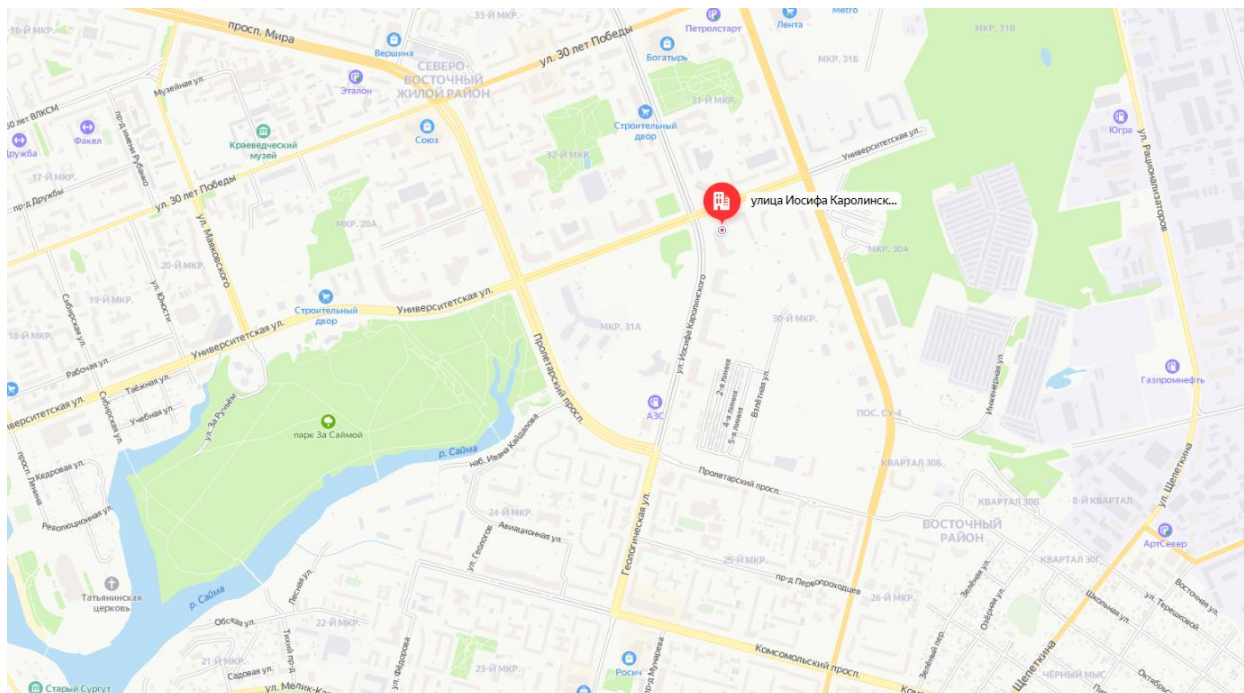 33-Й МКР.
16-Й МКР.
просп. Мира
Вершина
СЕВЕРО-
ВОСТОЧНЫЙ
ЖИЛОЙ РАЙОН
ул. 30 лет Победы
Петролстарт
Лента
Metro
МКР. 31В
Богатырь
МКР. 31Б
Эталон
Музейная ул.
31-Й МКР.
30 лет ВЛКСМ
пр-д имени Рубанко
Факел
Дружба
Краеведческий
музей
Союз
Строительный
двор
Югра
ул. Рационализаторов
Университетская ул.
32-Й МКР.
17-Й МКР.
пр-д Дружбы
ул. 30 лет Победы
улица Иосифа Каролинск...
МКР. 20А
ул. Маяковского
МКР. 30А
20-Й МКР.
ул. Юности
19-Й МКР.
Сибирская ул.
Строительный
двор
Университетская ул.
ул. Иосифа Каролинского
МКР. 31А
30-Й МКР.
18-Й МКР.
Университетская ул.
Рабочая ул.
Таёжная ул.
Пролетарский просп.
2-я линия
4-я линия
5-я линия
Взлётная ул.
Инженерная ул.
Газпромнефть
Университетская ул.
Сибирская ул.
Учебная ул.
ул. За Ручьём
АЗС
ПОС. СУ-4
парк За Саймой
р. Сайма
наб. Ивана Кайдалова
просп. Ленина
Кедровая ул.
Пролетарский просп.
КВАРТАЛ 30Б.
ул. Щепеткина
Революционная ул.
24-Й МКР.
Авиационная ул.
ул. Геологов
Геологическая ул.
КВАРТАЛ 30В
8-Й КВАРТАЛ
ВОСТОЧНЫЙ
РАЙОН
АртСевер
25-Й МКР.
КВАРТАЛ 30Г
пр-д Первопроходцев
26-Й МКР.
Зелёная ул.
Озёрная ул.
Школьная ул.
Восточная ул.
ул. Терешковой
Татьянинская
церковь
р. Сайма
Лесная ул.
Обская ул.
22-Й МКР.
Тихий пр-д
ул. Фёдорова
21-Й МКР.
Садовая ул.
23-Й МКР.
Росич
пр-д Мунарева
Комсомольский просп.
Зелёный пер.
Щепеткина
ЧЁРНЫЙ МЫС
Старый Сургут